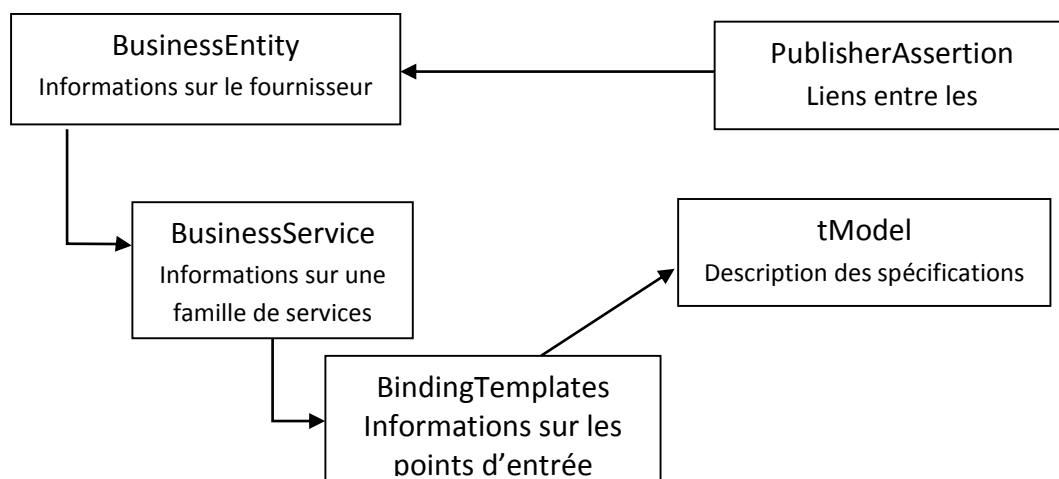 BusinessEntity
Informations sur le fournisseur
PublisherAssertion
Liens entre les
BusinessService
Informations sur une
famille de services
tModel
Description des spécifications
BindingTemplates
Informations sur les
points d’entrée